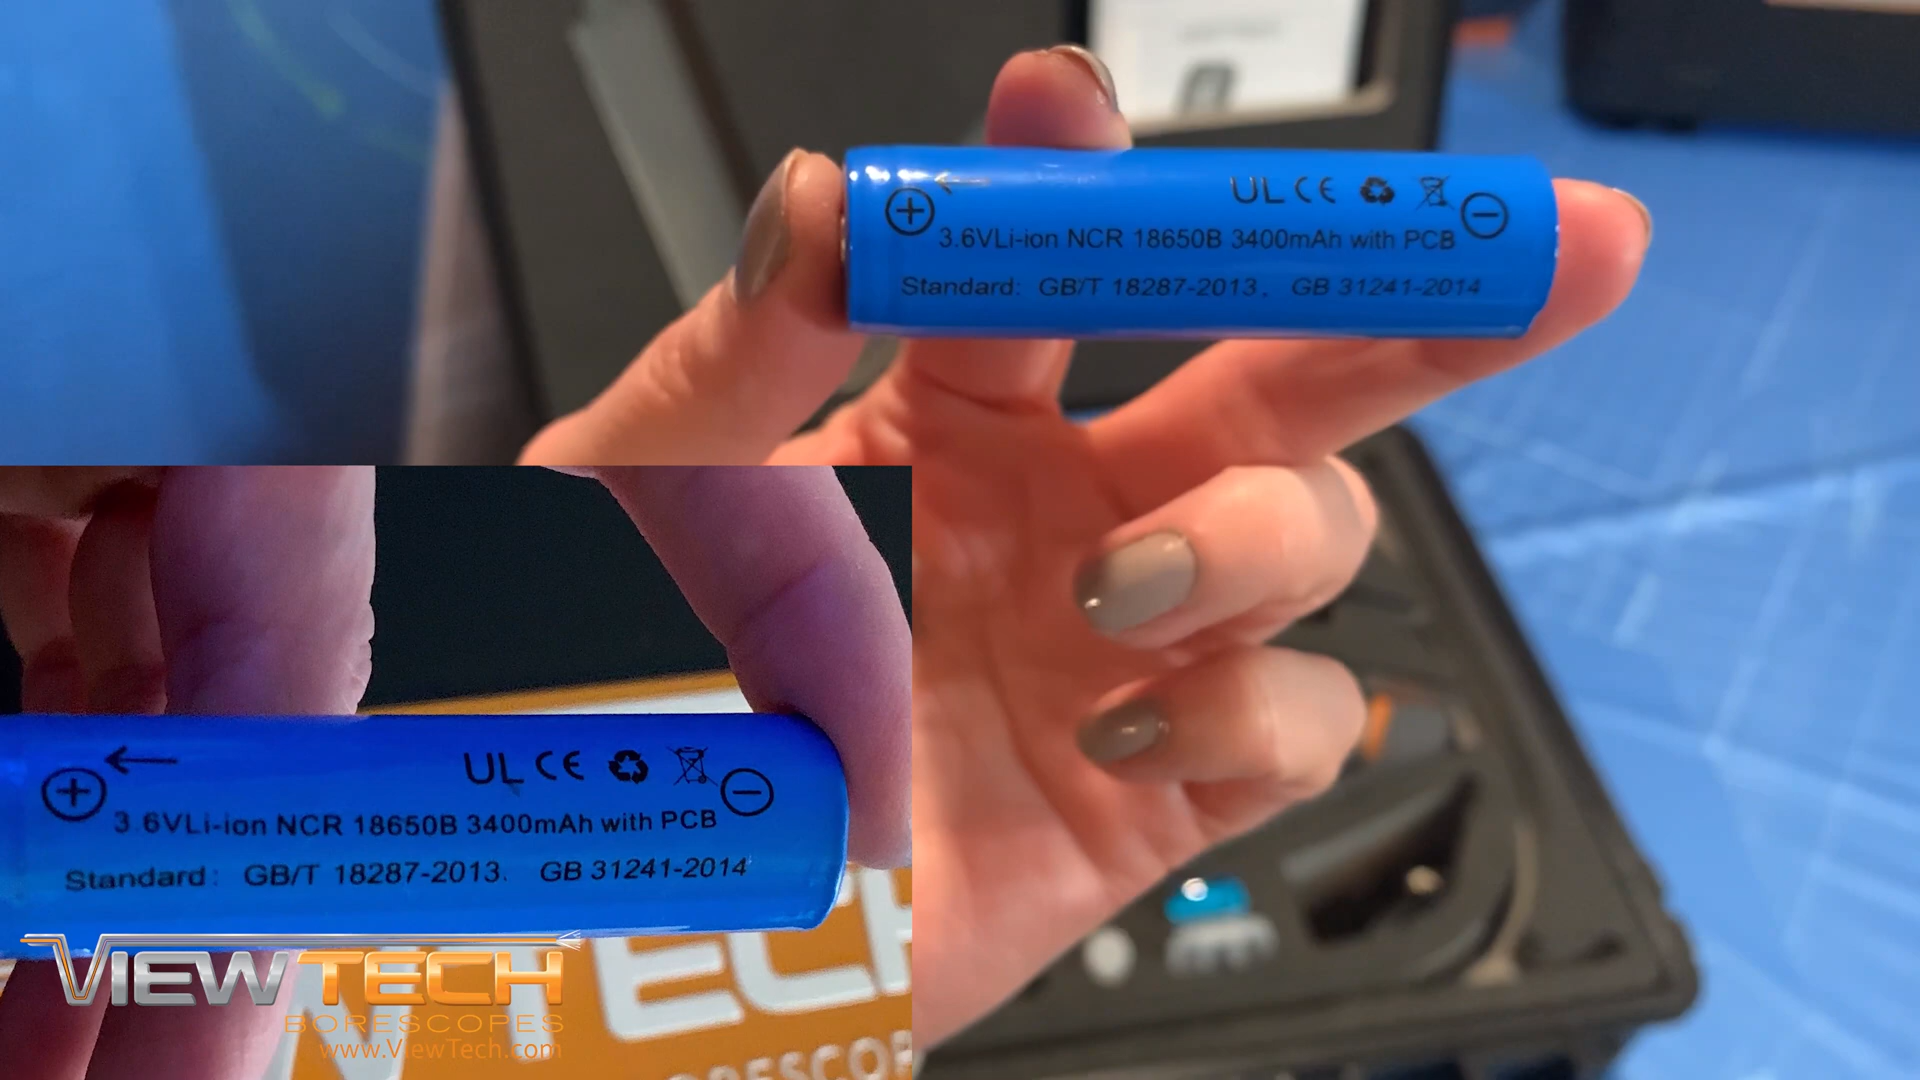 UL CE
3.6VLi-ion NCR 18650B 3400mAh with PCB
Standard: GB/T 18287-2013, GB 31241-2014
UL CE
3.6VLi-ion NCR 18650B 3400mAh with PCB
Standard: GB/T 18287-2013. GB 31241-2014
VIEWTECH
BORESCOPES
www.ViewTech.com